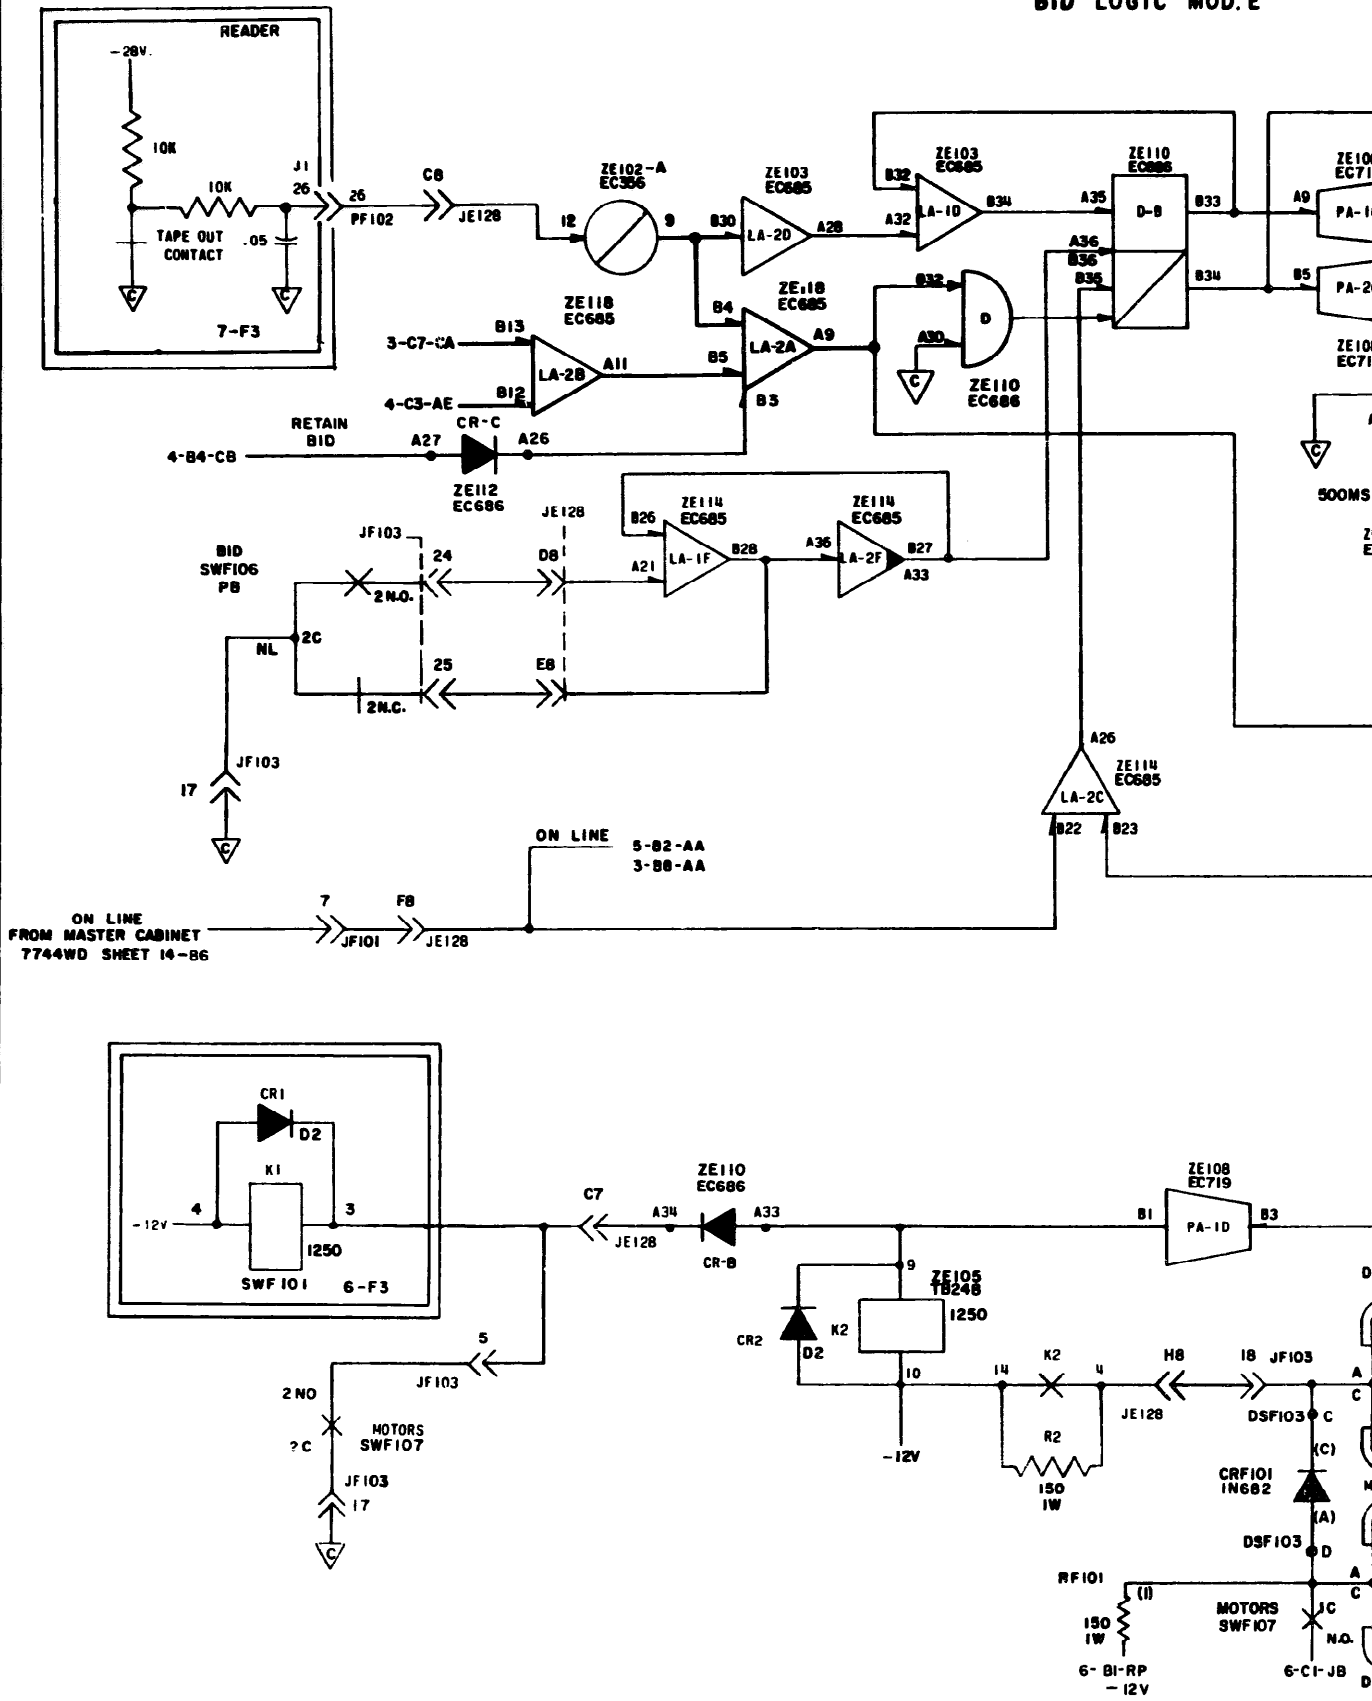 BID LOGIC MOD. E
READER
-28V.
10K
10K
J1
26
26
PF102
TAPE OUT
CONTACT
.05
C
C
7-F3
C8
JE128
ZE102-A
EC356
12
9
ZE103
EC685
B30
LA-2D
A28
B32
ZE103
EC685
LA-1D
A32
B34
ZE110
EC686
A35
D-B
B33
A36
B36
B35
B34
A9
B5
ZE118
EC685
3-C7-CA
B13
LA-2B
A11
4-C3-AE
B12
ZE118
EC685
B4
B5
LA-2A
A9
B3
B32
D
A30
C
ZE110
EC686
RETAIN
BID
4-B4-CB
A27
CR-C
A26
ZE112
EC686
C
500MS
BID
SWF106
PB
JF103
24
JE128
D8
2 N.O.
2C
NL
25
E8
2N.C.
JF103
17
C
B26
ZE114
EC685
LA-1F
A21
B28
A36
ZE114
EC685
LA-2F
B27
A33
A26
ZE114
EC685
LA-2C
B22
B23
ON LINE
5-B2-AA
3-B8-AA
ON LINE
FROM MASTER CABINET
7744WD SHEET 14-B6
7
JF101
F8
JE128
CR1
D2
K1
-12V
4
3
1250
SWF101
6-F3
C7
JE128
A34
ZE110
EC686
A33
CR-B
B1
ZE108
EC719
PA-1D
B3
9
ZE105
TB248
K2
1250
CR2
D2
10
-12V
14
K2
4
R2
150
1W
H8
JE128
18
JF103
A
C
DSF103
C
(C)
CRF101
1N682
(A)
DSF103
D
5
JF103
2 NO
MOTORS
SWF107
JF103
17
C
RF101
(1)
150
1W
6-B1-RP
-12V
A
C
MOTORS
SWF107
1C
N.O.
6-C1-JB